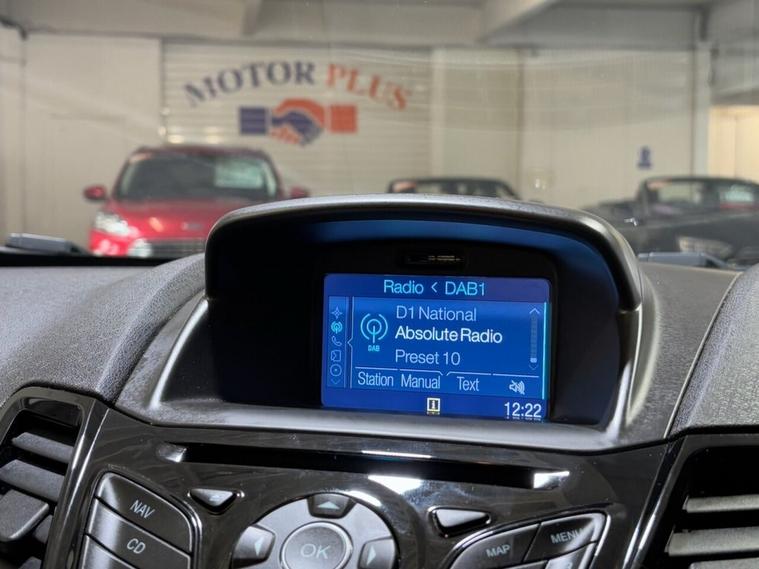 MOTOR PLUS
Radio < DAB1
D1 National
Absolute Radio
DAB
Preset 10
Station Manual Text
12:22
NAV
CD
OK
MAP
MENU